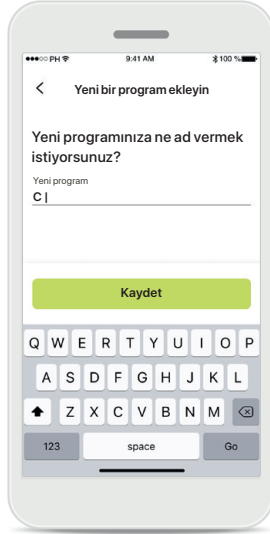 PH 9:41 AM 100 %
Yeni bir program ekleyin
Yeni programınıza ne ad vermek
istiyorsunuz?
Yeni program
C |
Kaydet
Q W E R T Y U I O P
A S D F G H J K L
Z X C V B N M
123 space Go